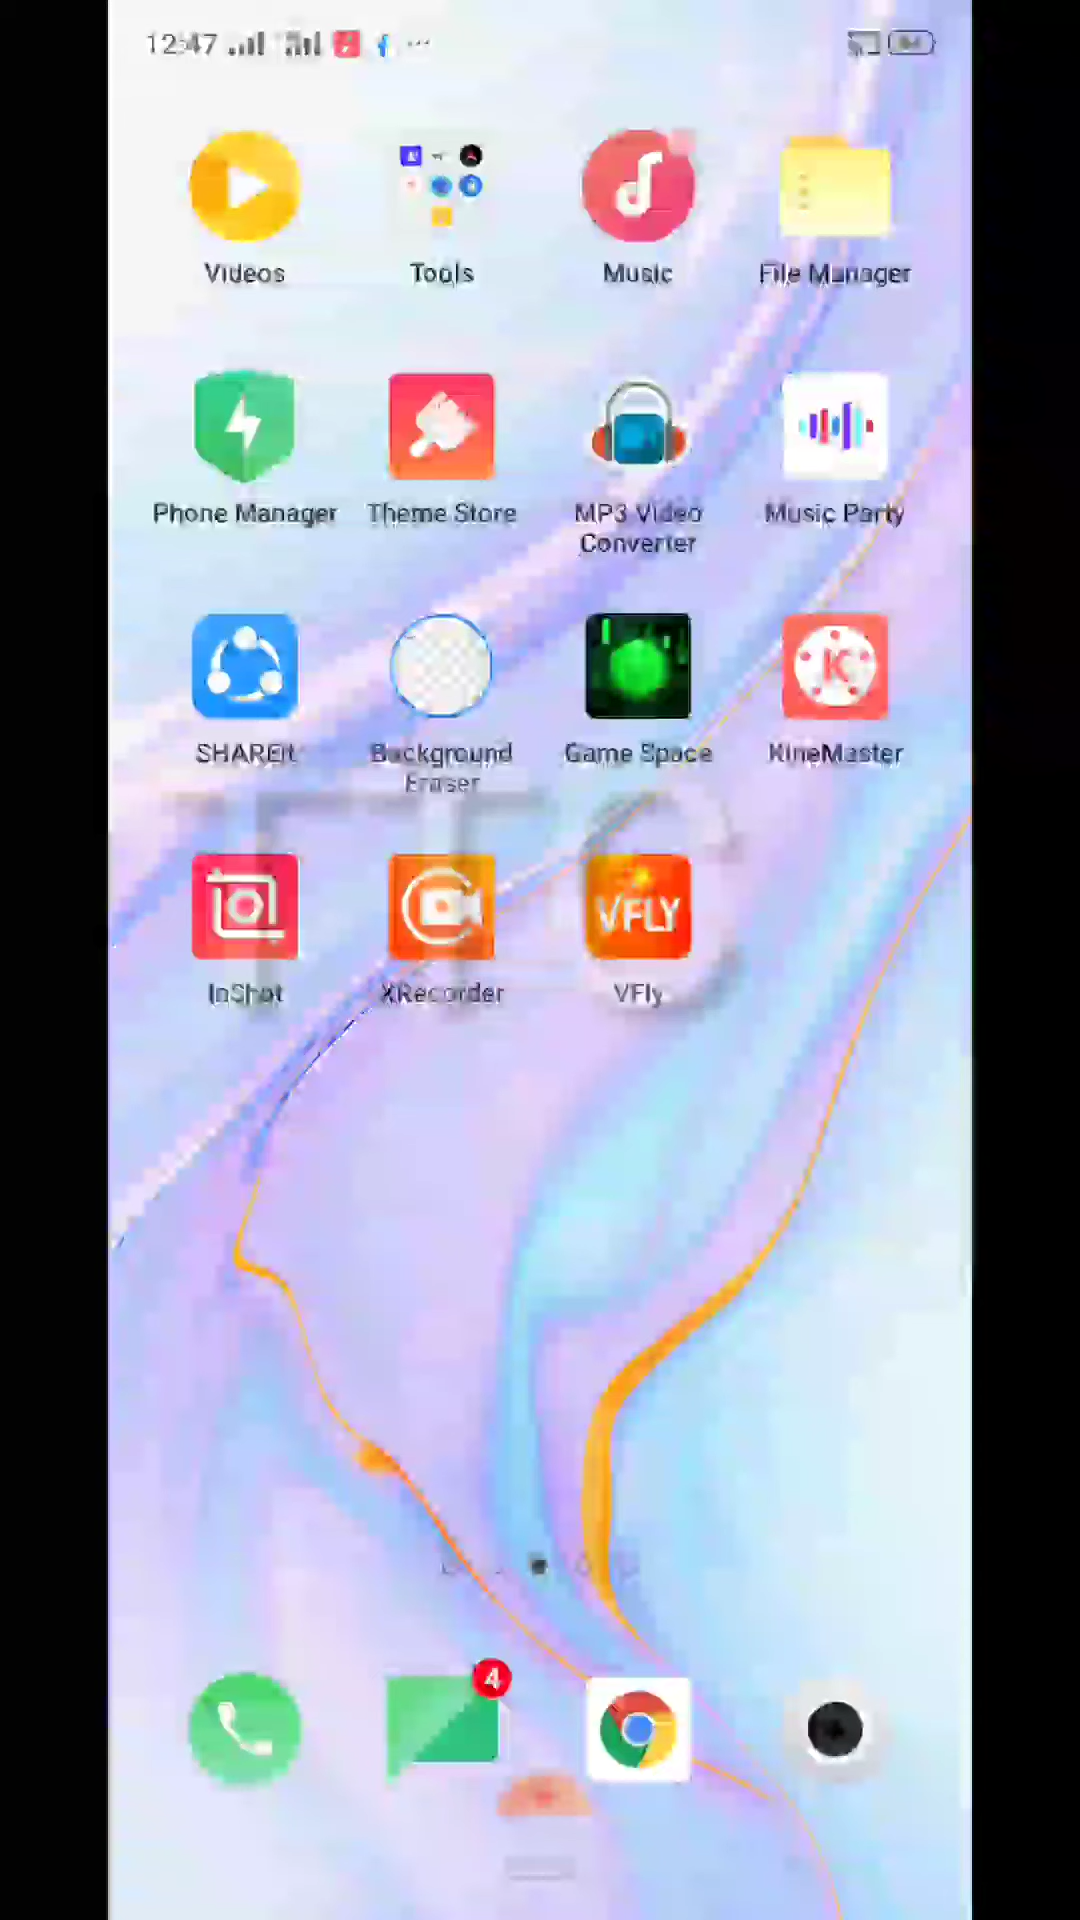 12:47
Videos
Tools
Music
File Manager
Phone Manager
Theme Store
MP3 Video
Converter
Music Party
SHAREit
Background
Eraser
Game Space
KineMaster
K
VFLY
InShot
XRecorder
VFly
4